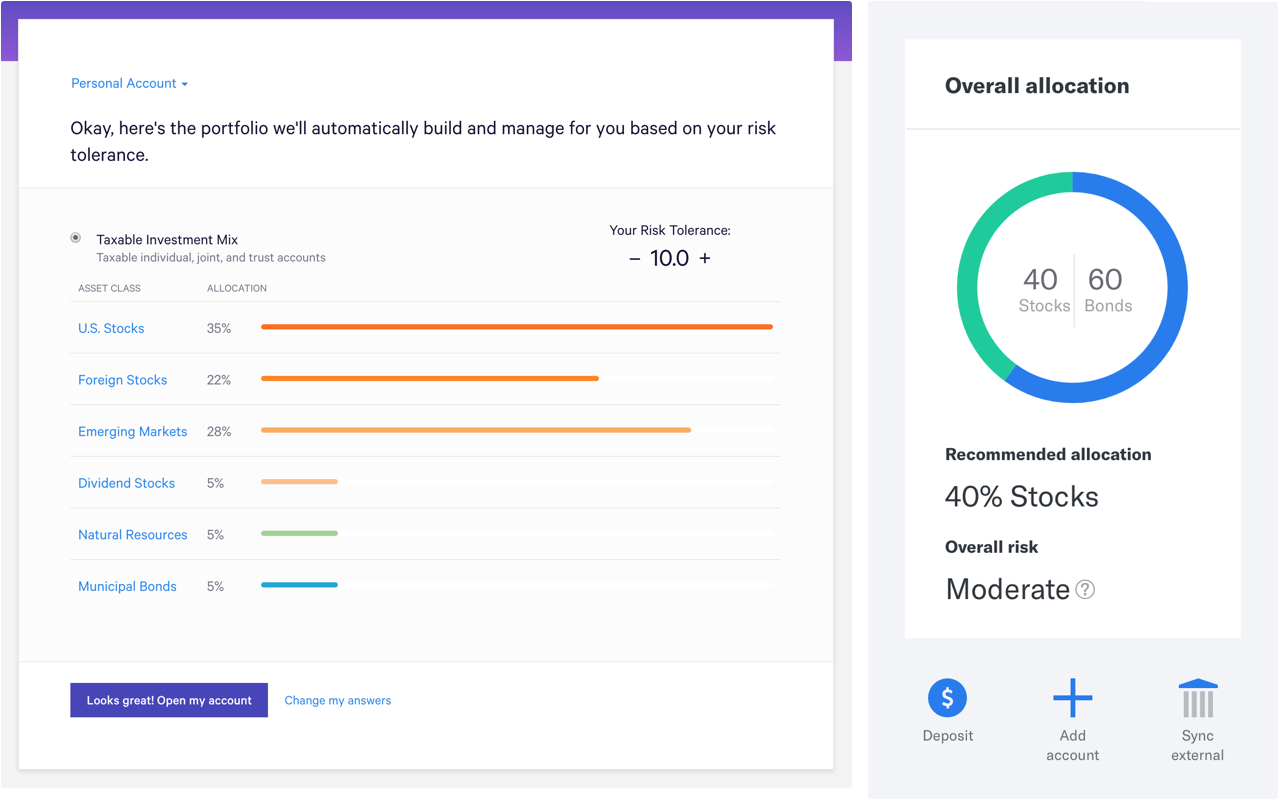 Personal Account
Okay, here's the portfolio we'll automatically build and manage for you based on your risk
tolerance.
Taxable Investment Mix
Taxable individual, joint, and trust accounts
Your Risk Tolerance:
– 10.0 +
ASSET CLASS ALLOCATION
U.S. Stocks 35%
Foreign Stocks 22%
Emerging Markets 28%
Dividend Stocks 5%
Natural Resources 5%
Municipal Bonds 5%
Looks great! Open my account Change my answers
Overall allocation
40 60
Stocks Bonds
Recommended allocation
40% Stocks
Overall risk
Moderate ?
$
Deposit
Add
account
Sync
external